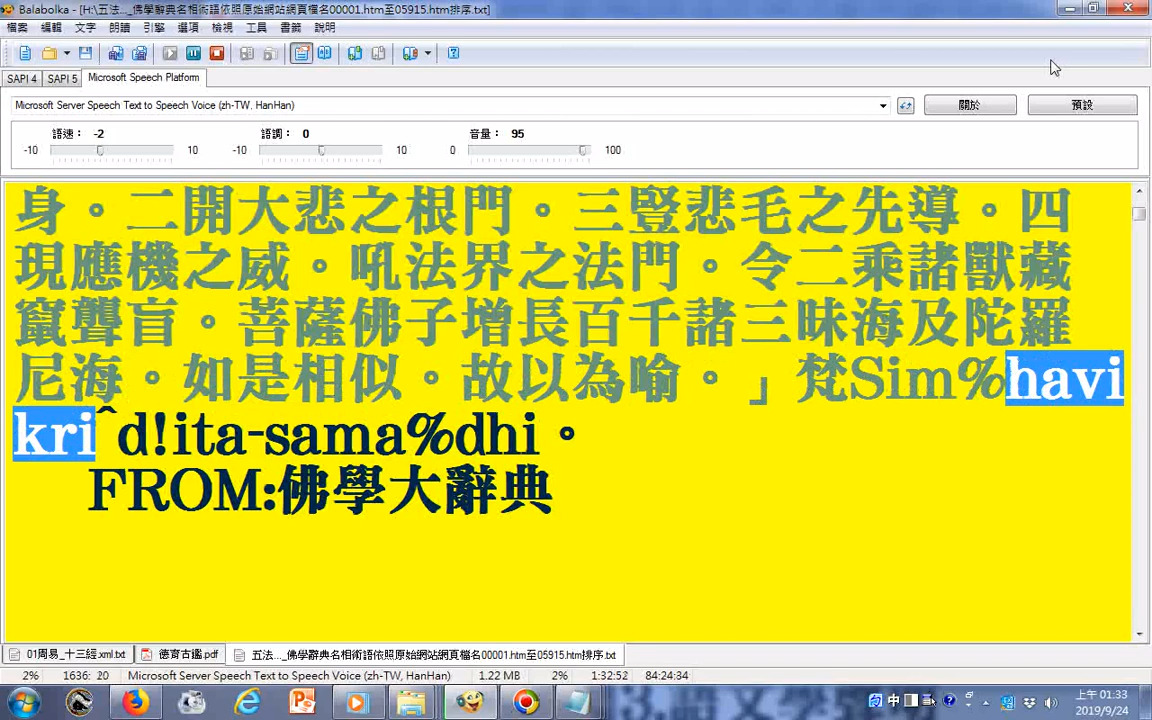 Balabolka - [H:\五法..._佛學辭典名相術語依照原始網站網頁檔名00001.htm至05915.htm排序.txt]
檔案 編輯 文字 朗讀 引擎 選項 檢視 工具 書籤 說明
SAPI 4 SAPI 5 Microsoft Speech Platform
Microsoft Server Speech Text to Speech Voice (zh-TW, HanHan) 關於 預設
語速： -2 語調： 0 音量： 95
-10 10 -10 10 0 100
身。二開大悲之根門。三豎悲毛之先導。四
現應機之威。吼法界之法門。令二乘諸獸藏
竄聾盲。菩薩佛子增長百千諸三昧海及陀羅
尼海。如是相似。故以為喻。」梵Sim%havi
kri^d!ita-sama%dhi。
FROM:佛學大辭典
01周易_十三經.xml.txt 德育古鑑.pdf 五法..._佛學辭典名相術語依照原始網站網頁檔名00001.htm至05915.htm排序.txt
2% 1636: 20 Microsoft Server Speech Text to Speech Voice (zh-TW, HanHan) 1.22 MB 2% 1:32:52 84:24:34
中 上午 01:33
2019/9/24